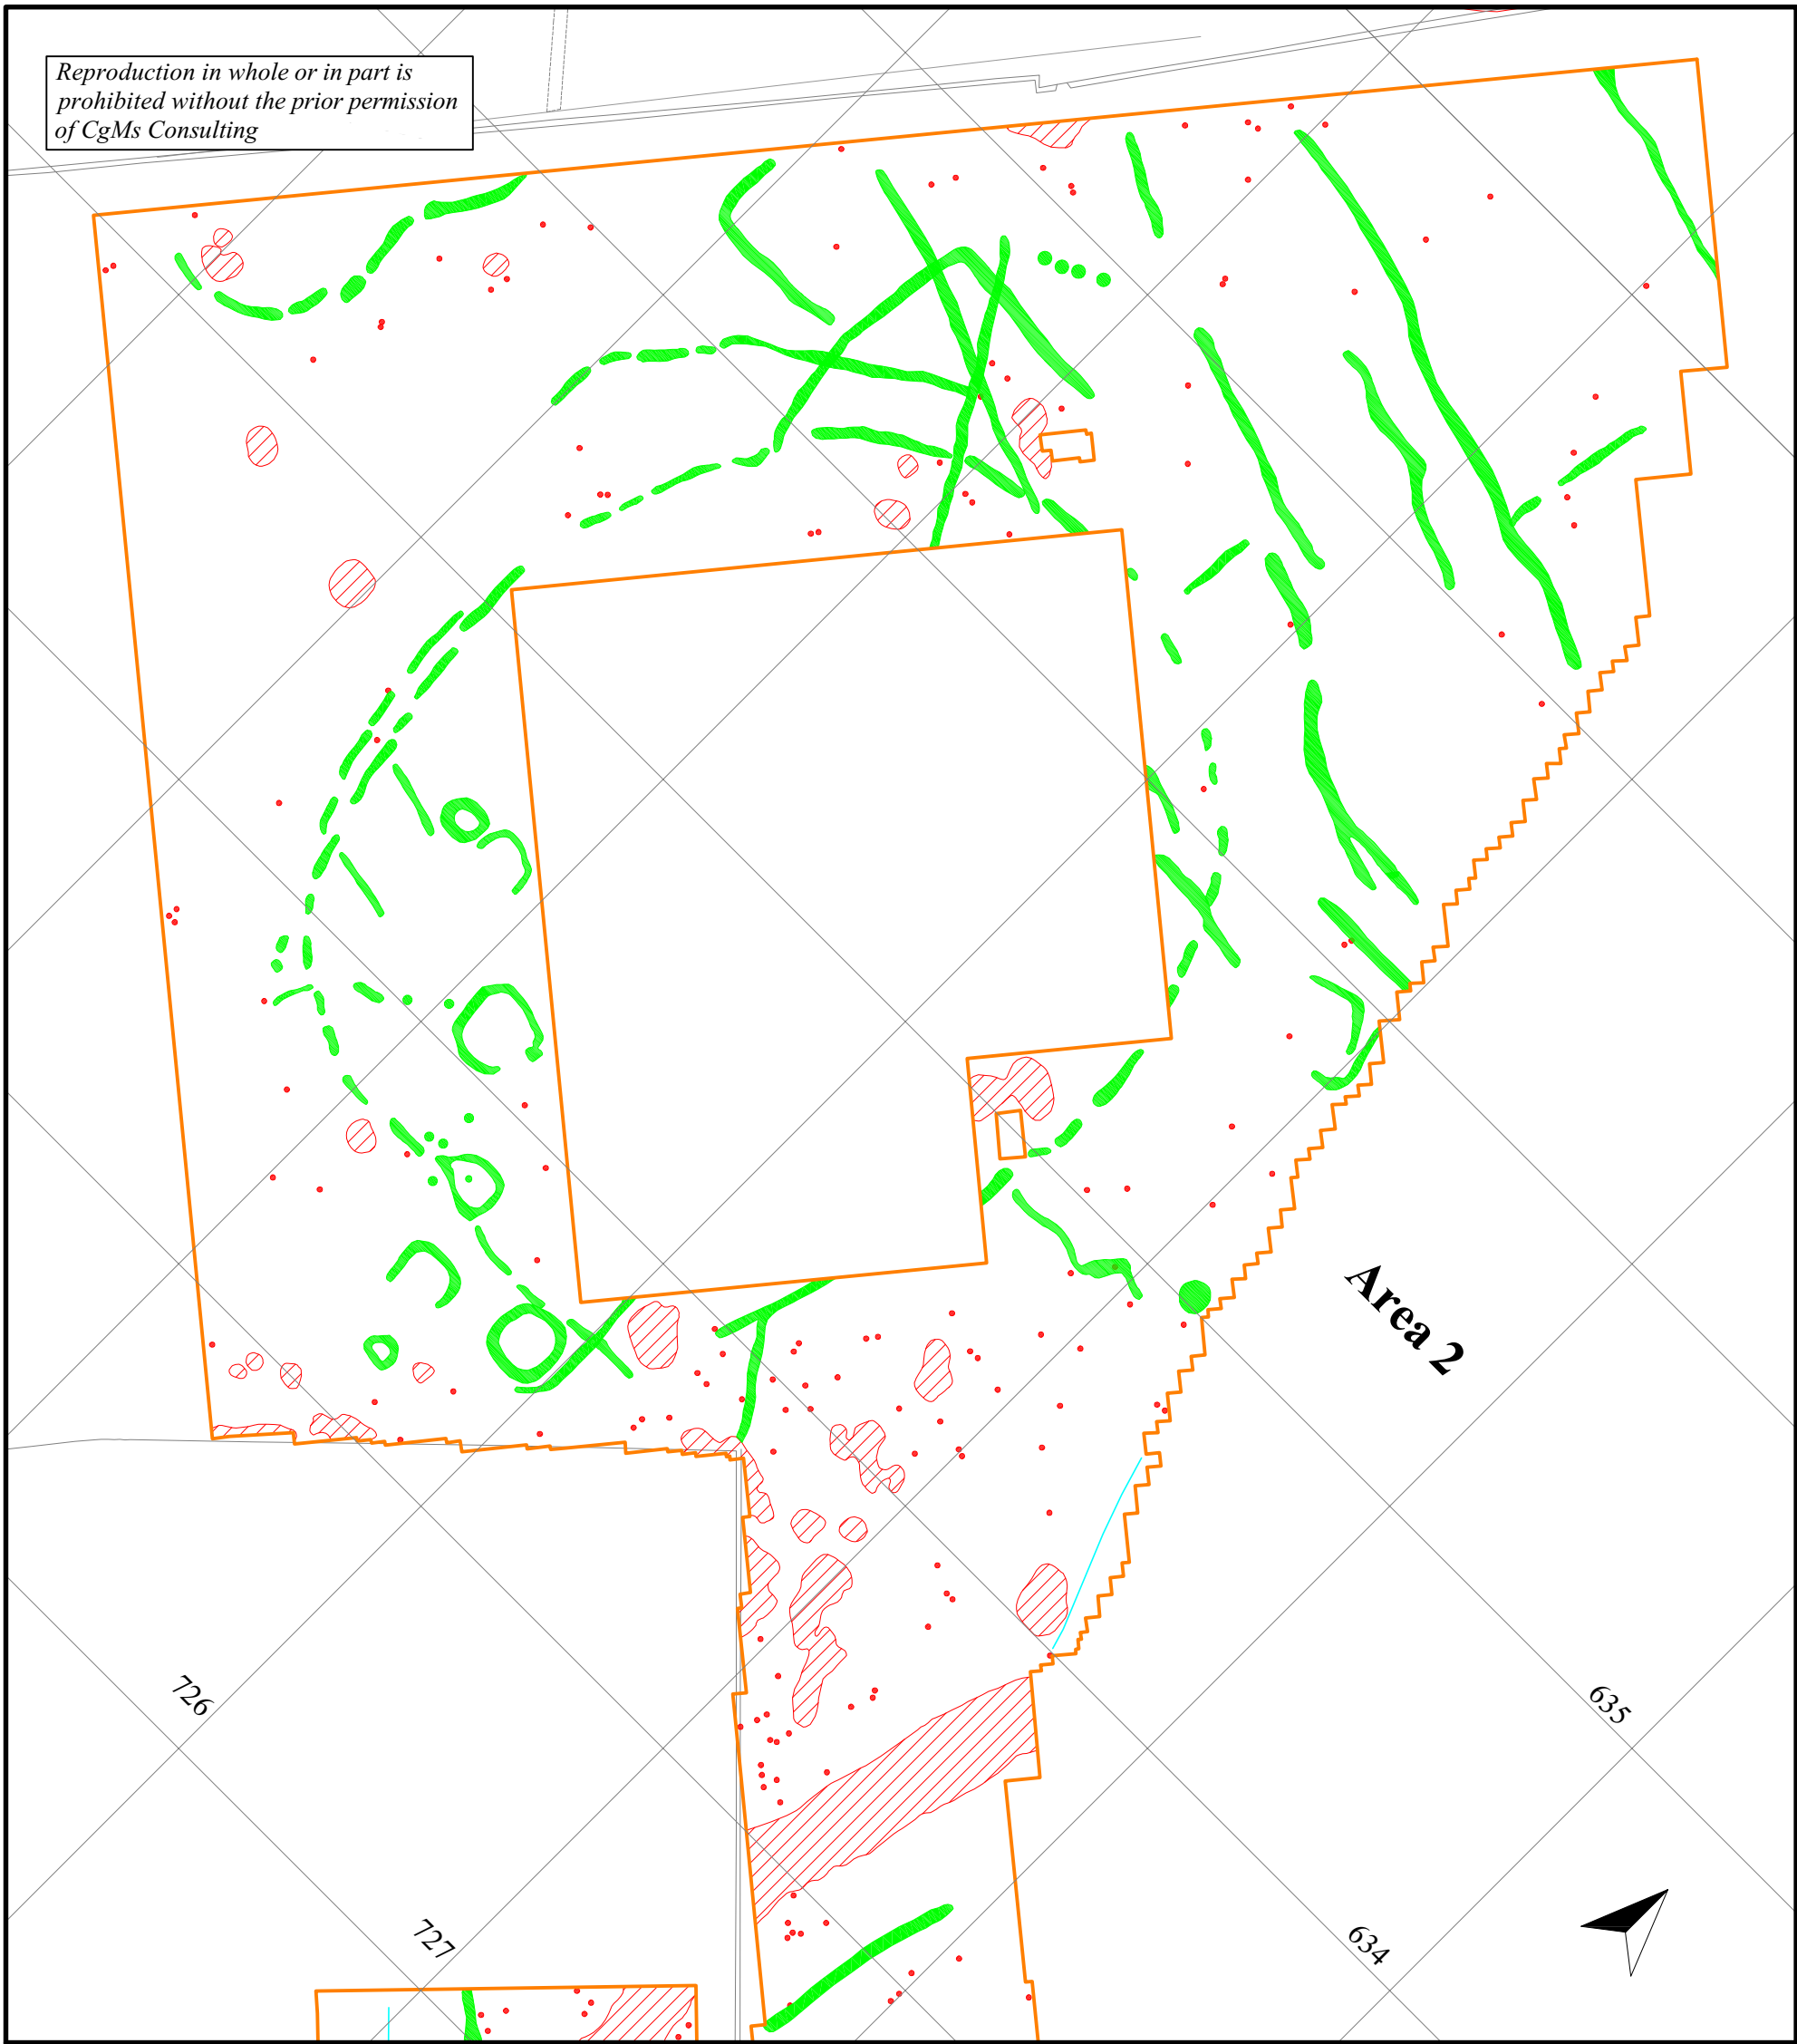 Reproduction in whole or in part is
prohibited without the prior permission
of CgMs Consulting
Area 2
726
635
727
634